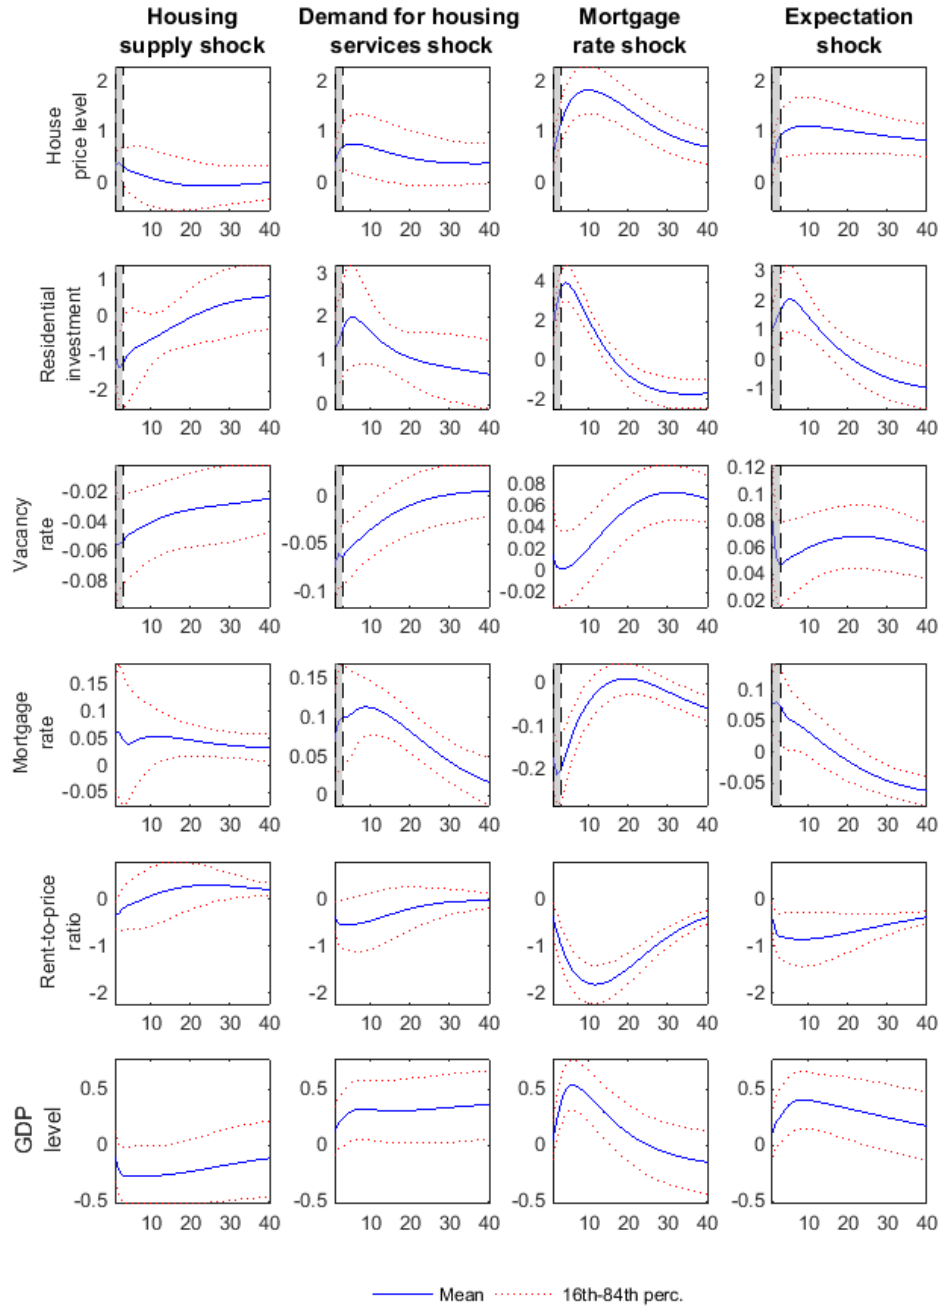 Housing supply shock
Demand for housing services shock
Mortgage rate shock
Expectation shock
House price level
2
1
0
10 20 30 40
2
1
0
10 20 30 40
2
1
0
10 20 30 40
2
1
0
10 20 30 40
Residential investment
1
0
-1
-2
10 20 30 40
3
2
1
0
10 20 30 40
4
2
0
-2
10 20 30 40
3
2
1
0
-1
10 20 30 40
Vacancy rate
-0.02
-0.04
-0.06
-0.08
10 20 30 40
0
-0.05
-0.1
10 20 30 40
0.08
0.06
0.04
0.02
0
-0.02
10 20 30 40
0.12
0.1
0.08
0.06
0.04
0.02
10 20 30 40
Mortgage rate
0.15
0.1
0.05
0
-0.05
10 20 30 40
0.15
0.1
0.05
0
10 20 30 40
0
-0.1
-0.2
10 20 30 40
0.1
0.05
0
-0.05
10 20 30 40
Rent-to-price ratio
0
-1
-2
10 20 30 40
0
-1
-2
10 20 30 40
0
-1
-2
10 20 30 40
0
-1
-2
10 20 30 40
GDP level
0.5
0
-0.5
10 20 30 40
0.5
0
-0.5
10 20 30 40
0.5
0
-0.5
10 20 30 40
0.5
0
-0.5
10 20 30 40
Mean
16th-84th perc.